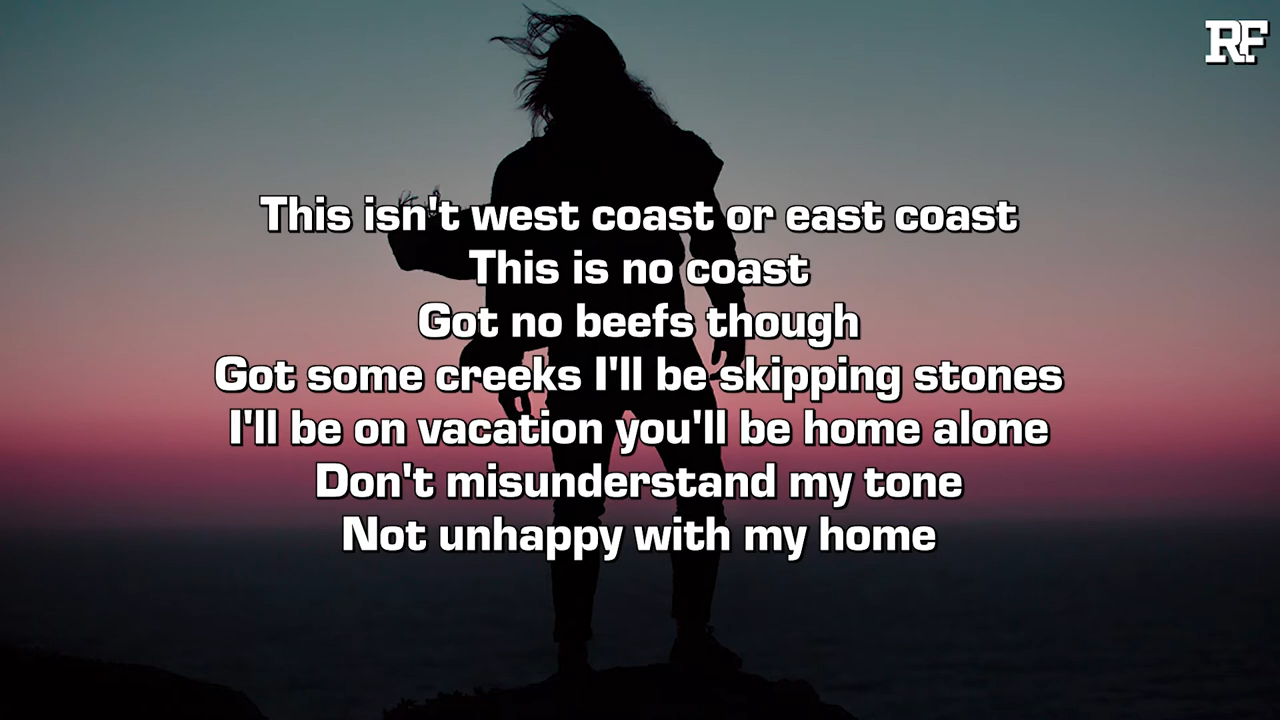 RF
This isn't west coast or east coast
This is no coast
Got no beefs though
Got some creeks I'll be skipping stones
I'll be on vacation you'll be home alone
Don't misunderstand my tone
Not unhappy with my home